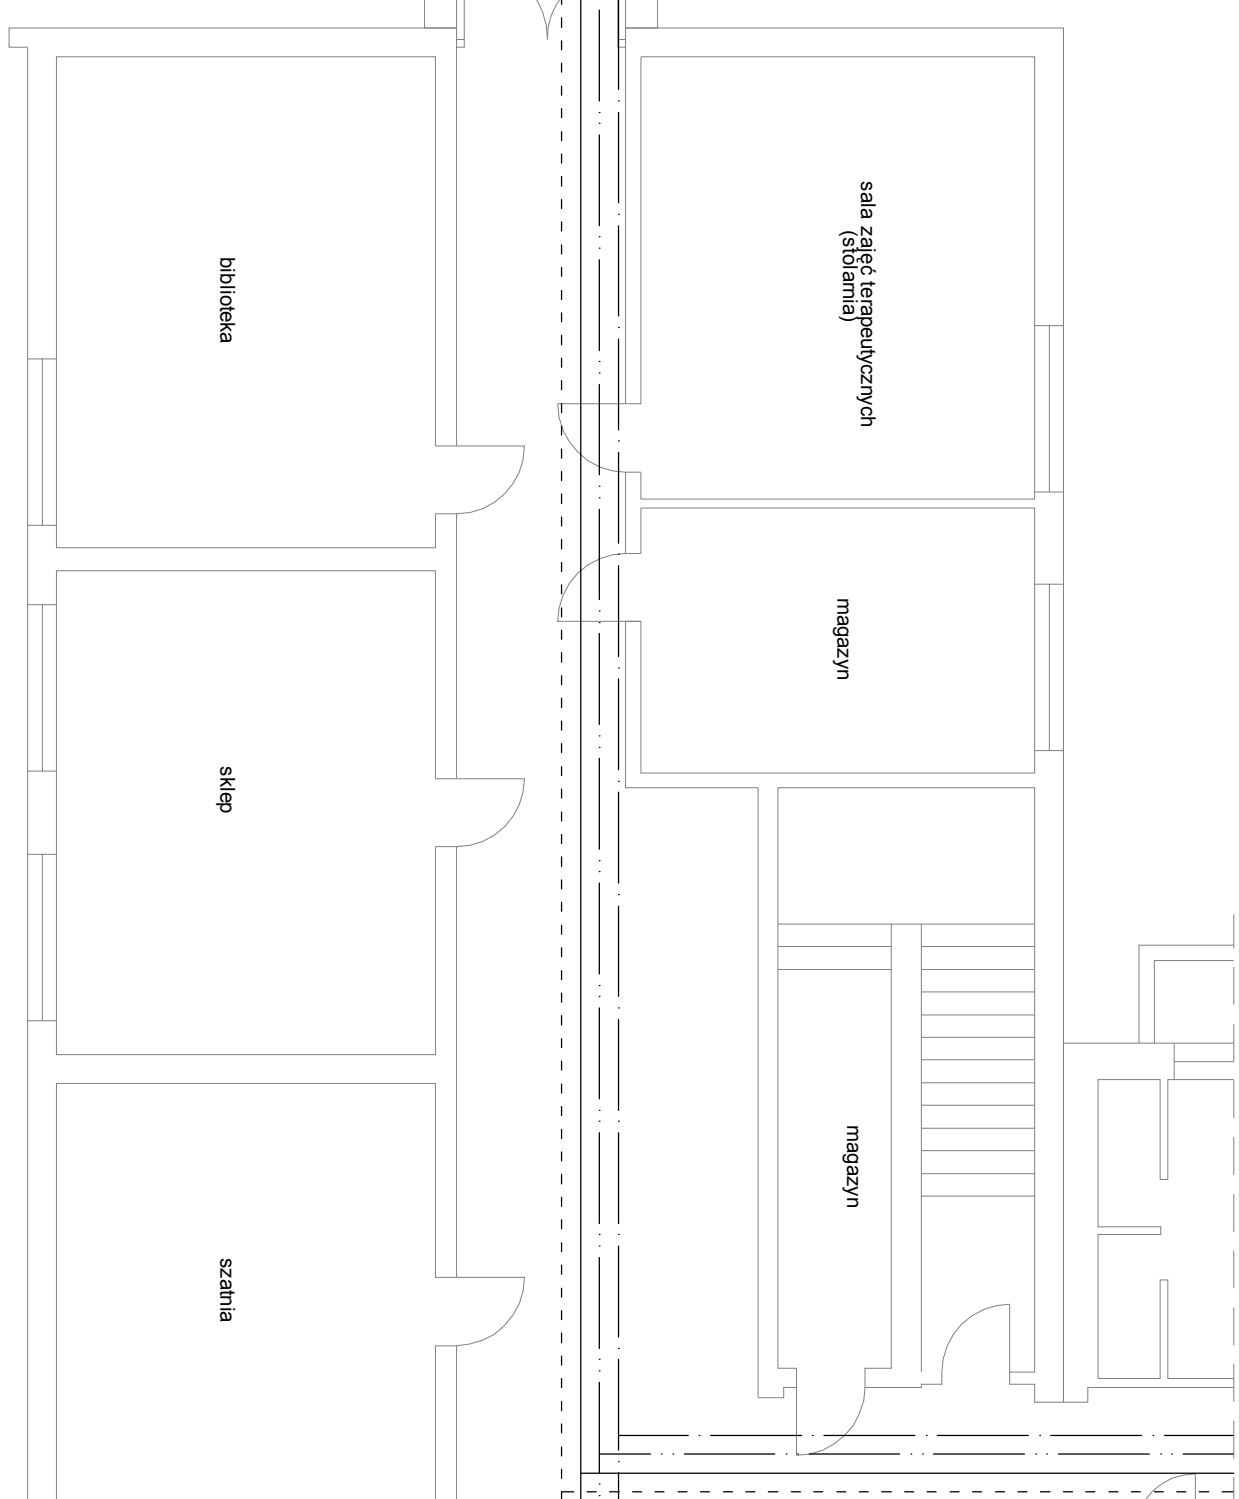 sala zajęć terapeutycznych
(stolarnia)
biblioteka
magazyn
sklep
magazyn
szatnia